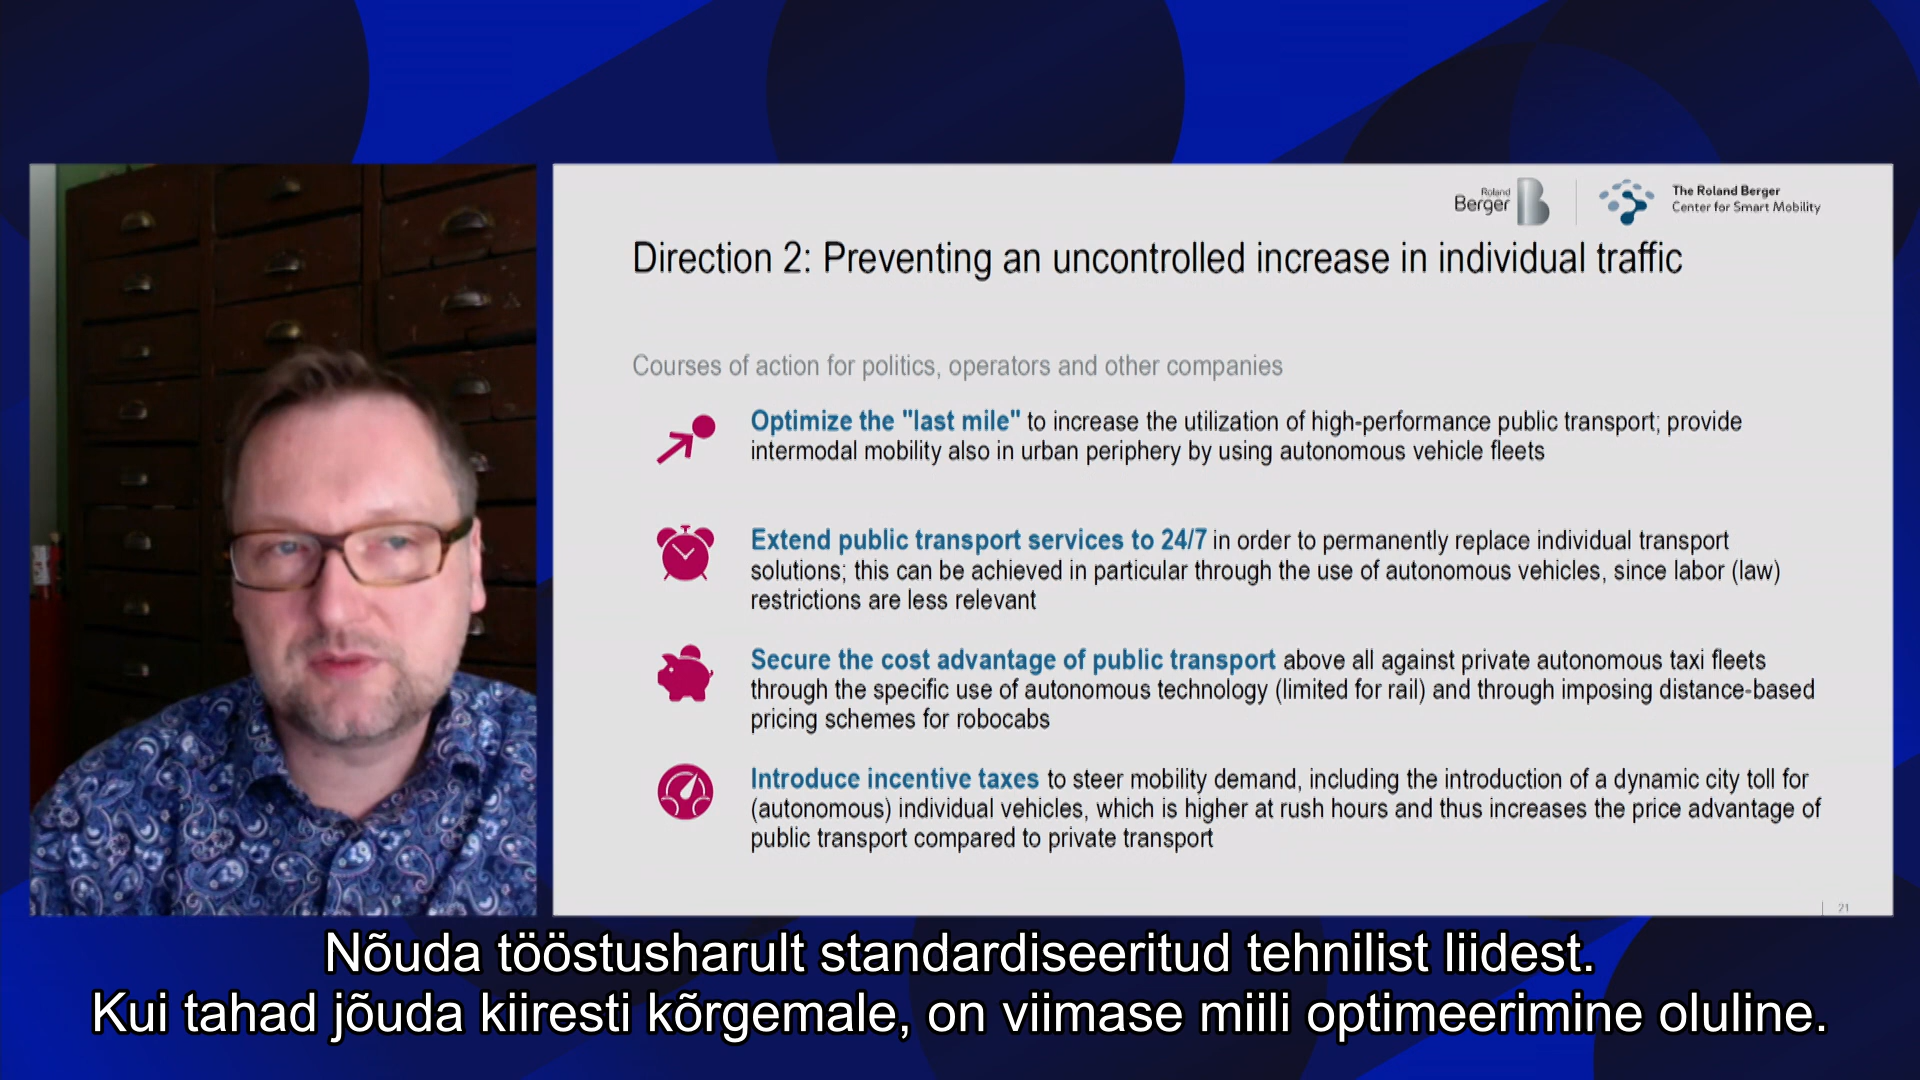 Roland
Berger
The Roland Berger
Center for Smart Mobility
Direction 2: Preventing an uncontrolled increase in individual traffic
Courses of action for politics, operators and other companies
Optimize the "last mile" to increase the utilization of high-performance public transport; provide
intermodal mobility also in urban periphery by using autonomous vehicle fleets
Extend public transport services to 24/7 in order to permanently replace individual transport
solutions; this can be achieved in particular through the use of autonomous vehicles, since labor (law)
restrictions are less relevant
Secure the cost advantage of public transport above all against private autonomous taxi fleets
through the specific use of autonomous technology (limited for rail) and through imposing distance-based
pricing schemes for robocabs
Introduce incentive taxes to steer mobility demand, including the introduction of a dynamic city toll for
(autonomous) individual vehicles, which is higher at rush hours and thus increases the price advantage of
public transport compared to private transport
21
Nõuda tööstusharult standardiseeritud tehnilist liidest.
Kui tahad jõuda kiiresti kõrgemale, on viimase miili optimeerimine oluline.